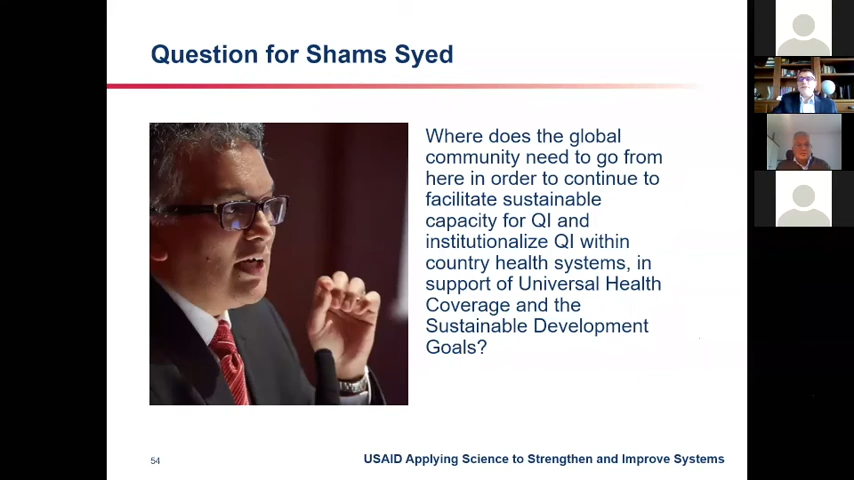 Question for Shams Syed
Where does the global
community need to go from
here in order to continue to
facilitate sustainable
capacity for QI and
institutionalize QI within
country health systems, in
support of Universal Health
Coverage and the
Sustainable Development
Goals?
54
USAID Applying Science to Strengthen and Improve Systems